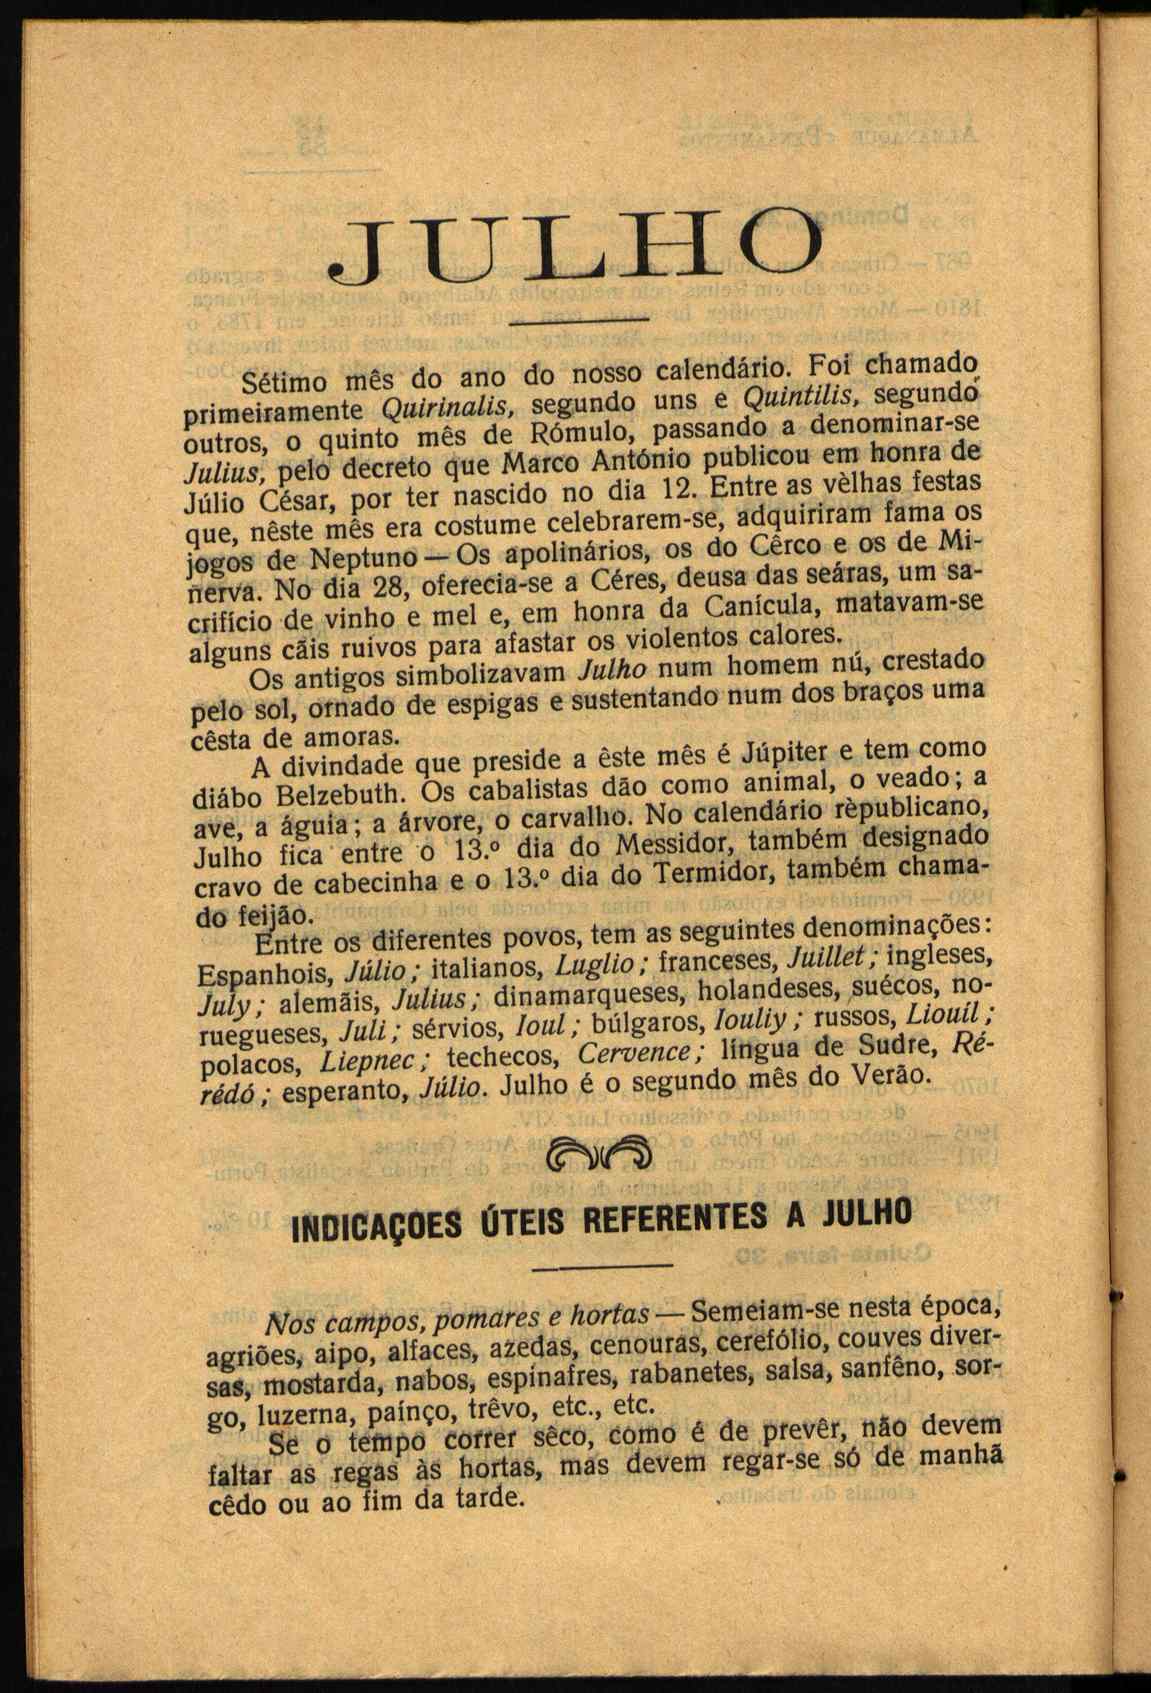 JULHO
Sétimo mês do ano do nosso calendário. Foi chamado
primeiramente Quirinalis, segundo uns e Quintilis, segundo
outros, o quinto mês de Rómulo, passando a denominar-se
Julius, pelo decreto que Marco António publicou em honra de
Júlio César, por ter nascido no dia 12. Entre as vèlhas festas
que, nêste mês era costume celebrarem-se, adquiriram fama os
jogos de Neptuno — Os apolinários, os do Cêrco e os de Mi-
nerva. No dia 28, oferecia-se a Céres, deusa das seáras, um sa-
crifício de vinho e mel e, em honra da Canícula, matavam-se
alguns cãis ruivos para afastar os violentos calores.
Os antigos simbolizavam Julho num homem nú, crestado
pelo sol, ornado de espigas e sustentando num dos braços uma
cêsta de amoras.
A divindade que preside a êste mês é Júpiter e tem como
diábo Belzebuth. Os cabalistas dão como animal, o veado; a
ave, a águia; a árvore, o carvalho. No calendário rèpublicano,
Julho fica entre o 13.º dia do Messidor, também designado
cravo de cabecinha e o 13.º dia do Termidor, também chama-
do feijão.
Entre os diferentes povos, tem as seguintes denominações:
Espanhois, Júlio; italianos, Luglio; franceses, Juillet; ingleses,
July; alemãis, Julius; dinamarqueses, holandeses, suécos, no-
ruegueses, Juli; sérvios, Ioul; búlgaros, Iouliy; russos, Liouil;
polacos, Liepnec; techecos, Cervence; língua de Sudre, Ré-
rédó; esperanto, Júlio. Julho é o segundo mês do Verão.
INDICAÇOES ÚTEIS REFERENTES A JULHO
Nos campos, pomares e hortas — Semeiam-se nesta época,
agriões, aipo, alfaces, azedas, cenouras, cerefólio, couves diver-
sas, mostarda, nabos, espinafres, rabanetes, salsa, sanfêno, sor-
go, luzerna, paínço, trêvo, etc., etc.
Se o tempo correr sêco, como é de prevêr, não devem
faltar as regas às hortas, mas devem regar-se só de manhã
cêdo ou ao fim da tarde.